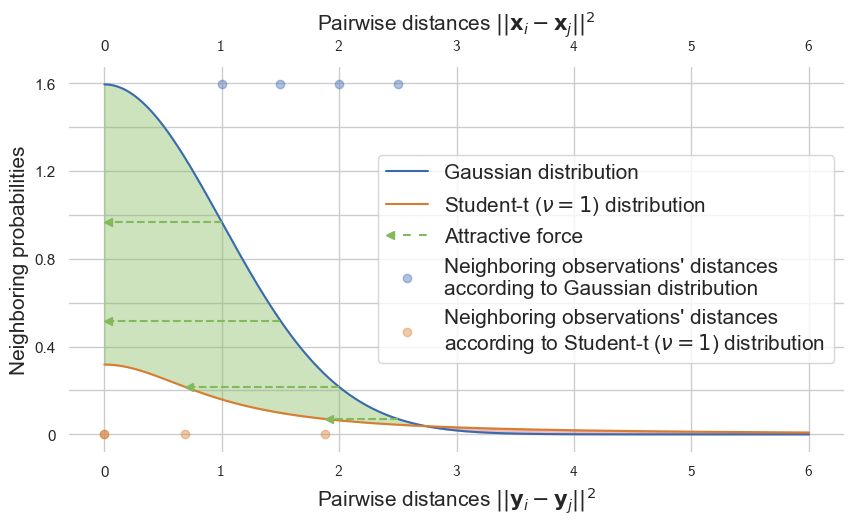 Pairwise distances ||x_i − x_j||²
0 1 2 3 4 5 6
1.6
1.2
0.8
0.4
0
Neighboring probabilities
Gaussian distribution
Student-t (ν = 1) distribution
Attractive force
Neighboring observations' distances
according to Gaussian distribution
Neighboring observations' distances
according to Student-t (ν = 1) distribution
0 1 2 3 4 5 6
Pairwise distances ||y_i − y_j||²